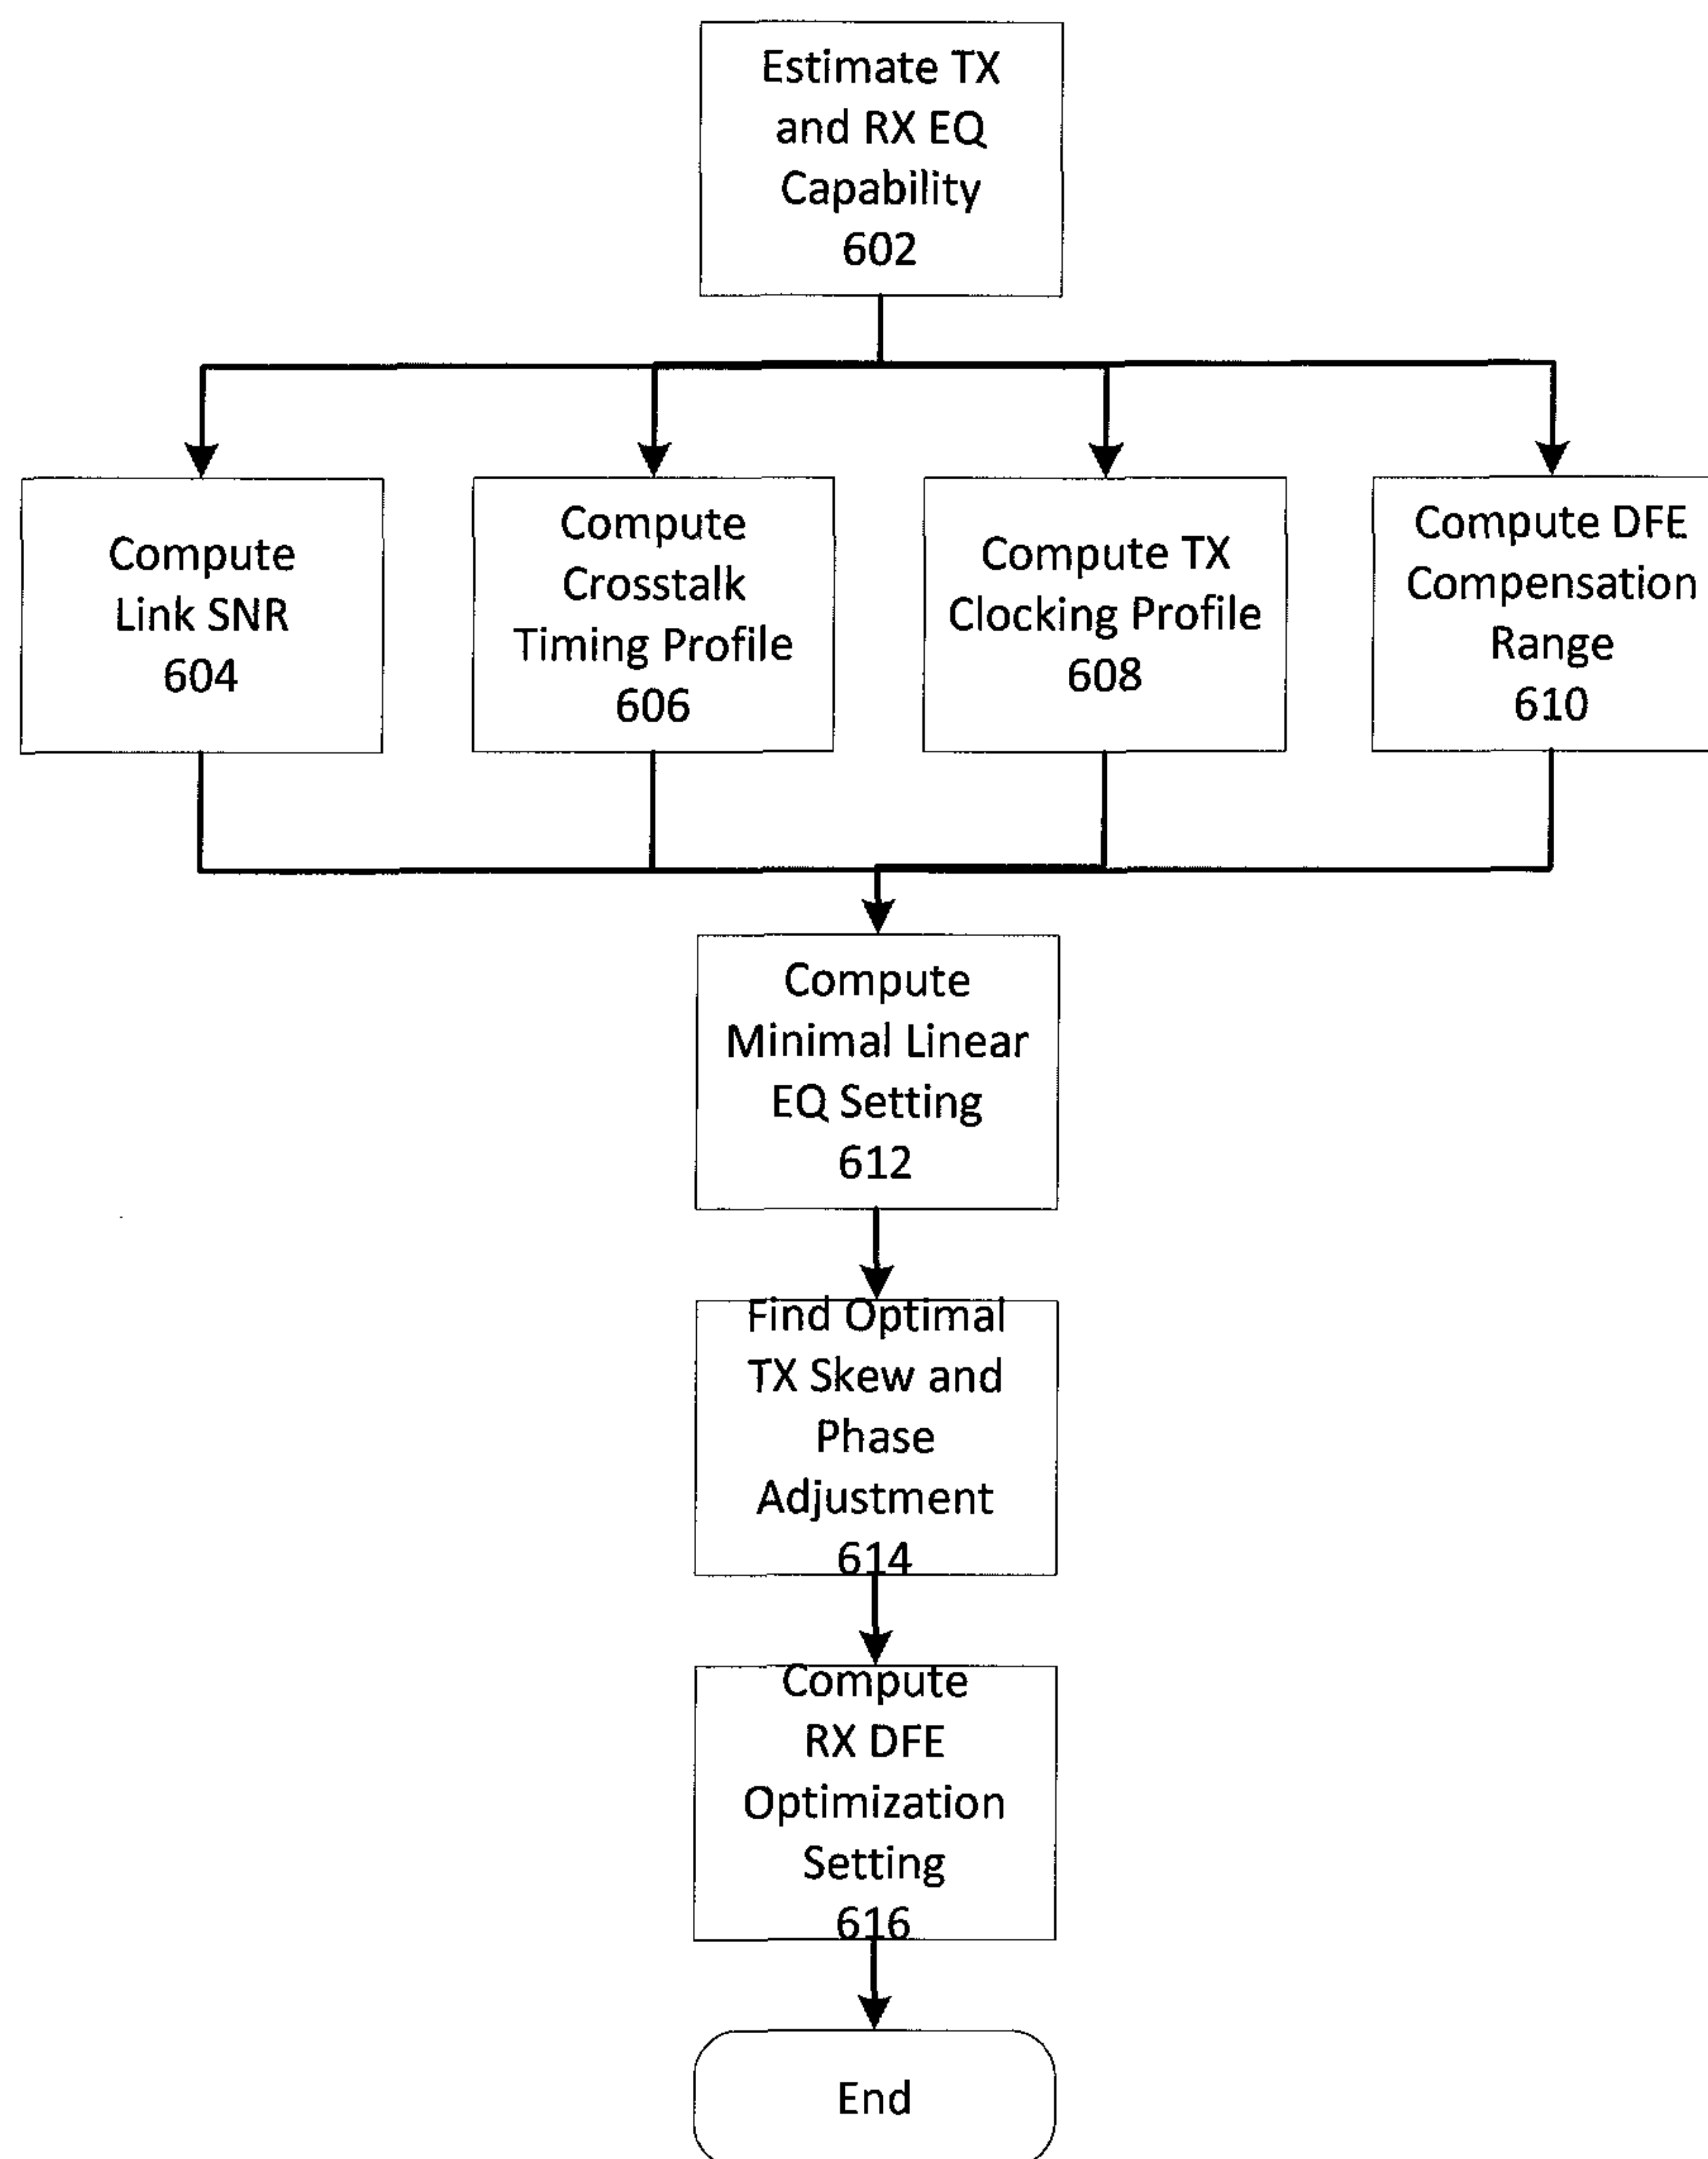 Estimate TX
and RX EQ
Capability
602
Compute
Link SNR
604
Compute
Crosstalk
Timing Profile
606
Compute TX
Clocking Profile
608
Compute DFE
Compensation
Range
610
Compute
Minimal Linear
EQ Setting
612
Find Optimal
TX Skew and
Phase
Adjustment
614
Compute
RX DFE
Optimization
Setting
616
End